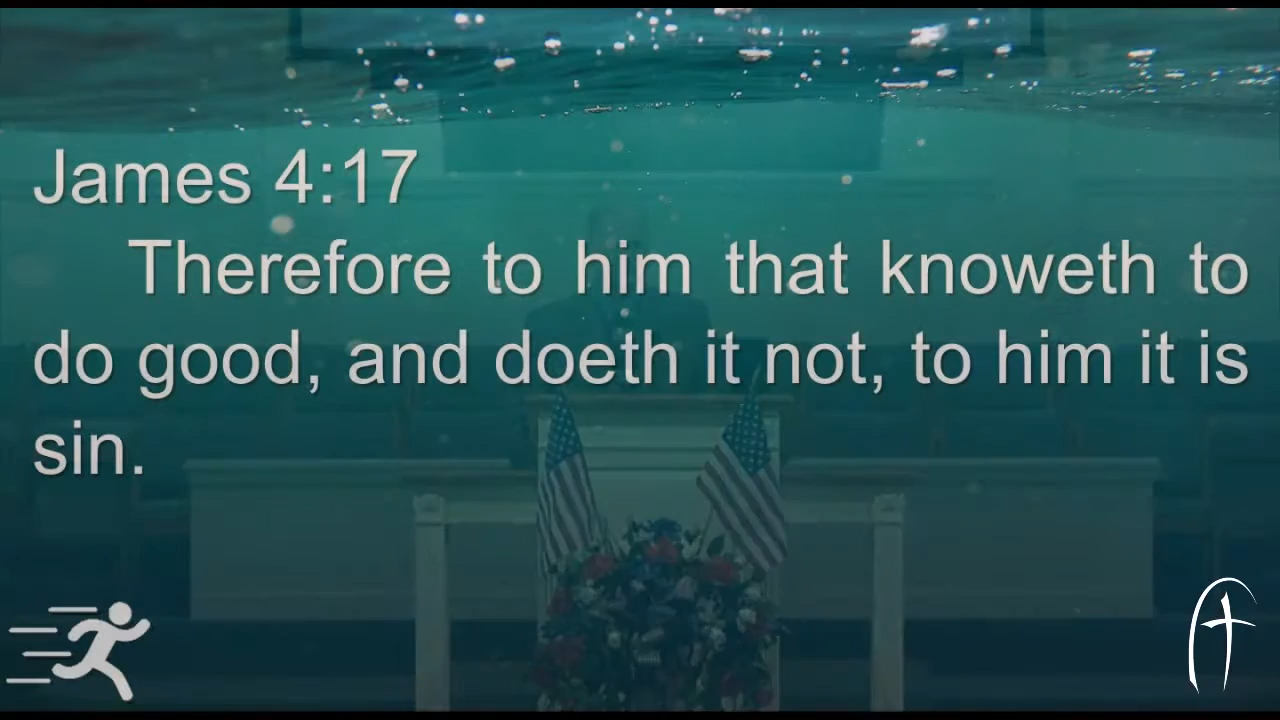 James 4:17
Therefore to him that knoweth to
do good, and doeth it not, to him it is
sin.